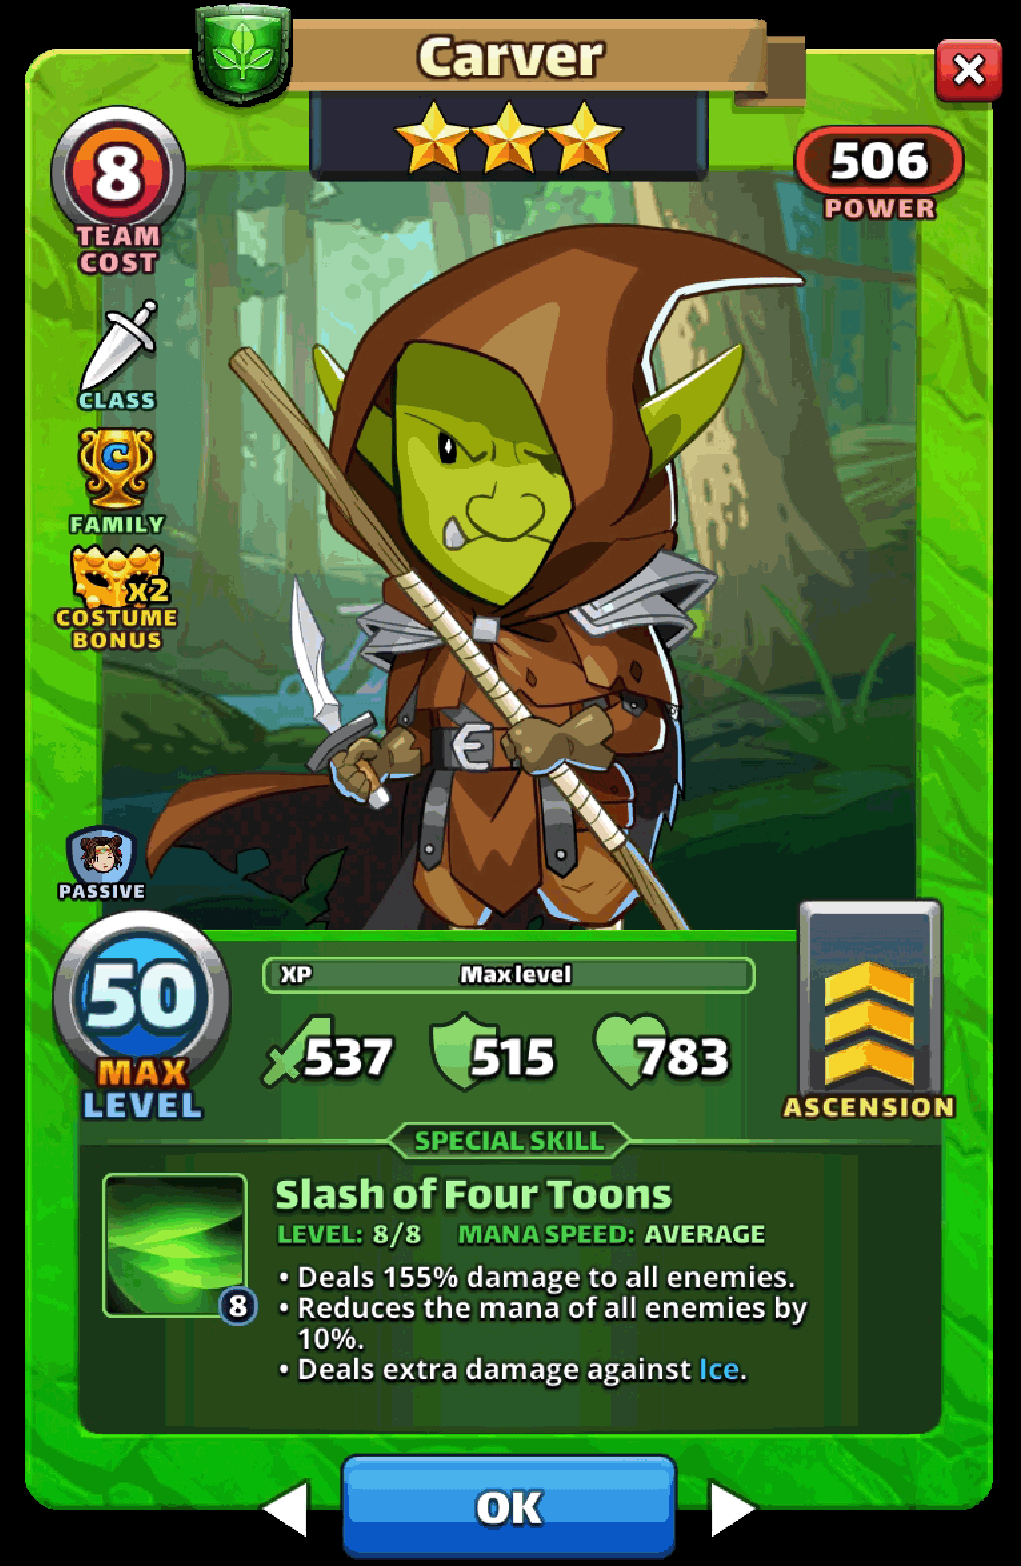 Carver
8
TEAM
COST
506
POWER
CLASS
C
FAMILY
x2
COSTUME
BONUS
PASSIVE
50
MAX
LEVEL
XP
Max level
537
515
783
ASCENSION
SPECIAL SKILL
Slash of Four Toons
LEVEL: 8/8 MANA SPEED: AVERAGE
8
• Deals 155% damage to all enemies.
• Reduces the mana of all enemies by
10%.
• Deals extra damage against Ice.
OK